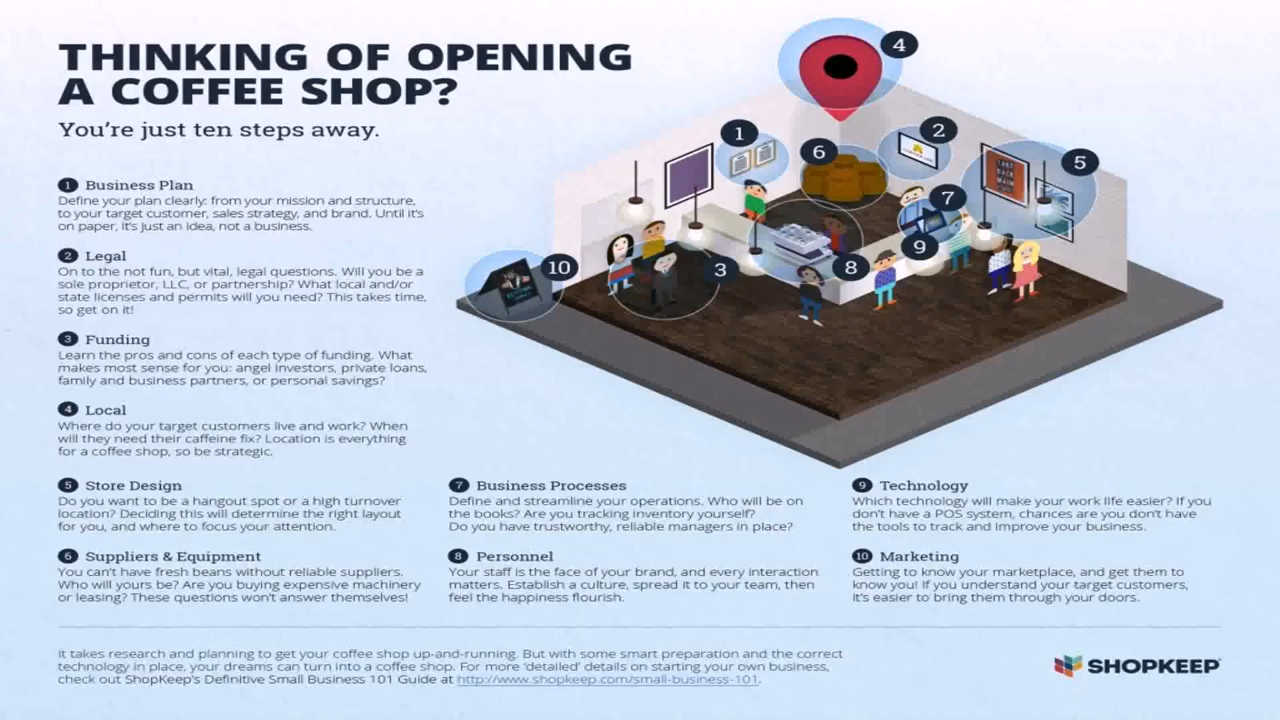 THINKING OF OPENING
A COFFEE SHOP?
You're just ten steps away.
1 Business Plan
Define your plan clearly: from your mission and structure,
to your target customer, sales strategy, and brand. Until it's
on paper, it's just an idea, not a business.
2 Legal
On to the not fun, but vital, legal questions. Will you be a
sole proprietor, LLC, or partnership? What local and/or
state licenses and permits will you need? This takes time,
so get on it!
3 Funding
Learn the pros and cons of each type of funding. What
makes most sense for you: angel investors, private loans,
family and business partners, or personal savings?
4 Local
Where do your target customers live and work? When
will they need their caffeine fix? Location is everything
for a coffee shop, so be strategic.
5 Store Design
Do you want to be a hangout spot or a high turnover
location? Deciding this will determine the right layout
for you, and where to focus your attention.
6 Suppliers & Equipment
You can't have fresh beans without reliable suppliers.
Who will yours be? Are you buying expensive machinery
or leasing? These questions won't answer themselves!
7 Business Processes
Define and streamline your operations. Who will be on
the books? Are you tracking inventory yourself?
Do you have trustworthy, reliable managers in place?
8 Personnel
Your staff is the face of your brand, and every interaction
matters. Establish a culture, spread it to your team, then
feel the happiness flourish.
9 Technology
Which technology will make your work life easier? If you
don't have a POS system, chances are you don't have
the tools to track and improve your business.
10 Marketing
Getting to know your marketplace, and get them to
know you! If you understand your target customers,
it's easier to bring them through your doors.
4
1
2
6
5
TAKE
BACK
MAIN
7
9
10
3
8
It takes research and planning to get your coffee shop up-and-running. But with some smart preparation and the correct
technology in place, your dreams can turn into a coffee shop. For more 'detailed' details on starting your own business,
check out ShopKeep's Definitive Small Business 101 Guide at http://www.shopkeep.com/small-business-101.
SHOPKEEP